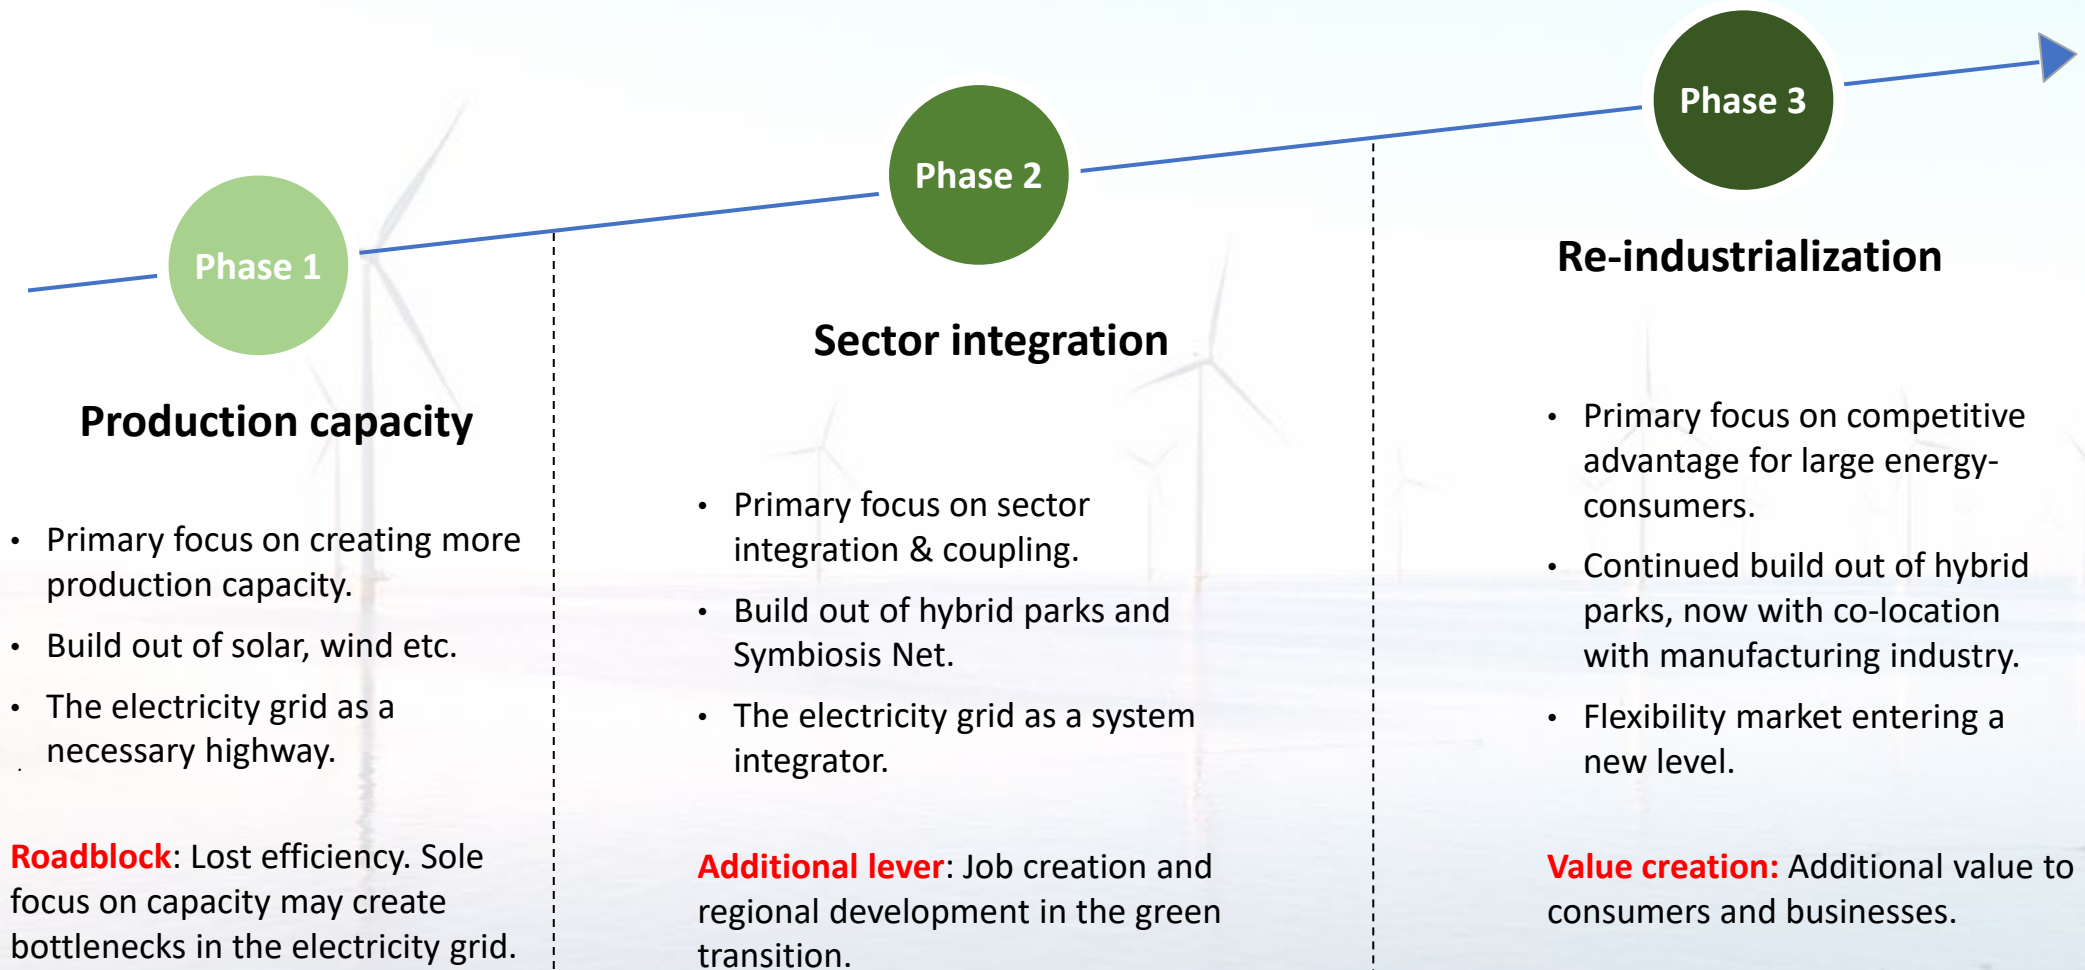 Phase 1
Production capacity
• Primary focus on creating more
production capacity.
• Build out of solar, wind etc.
• The electricity grid as a
necessary highway.
.
Roadblock: Lost efficiency. Sole
focus on capacity may create
bottlenecks in the electricity grid.
Phase 2
Sector integration
• Primary focus on sector
integration & coupling.
• Build out of hybrid parks and
Symbiosis Net.
• The electricity grid as a system
integrator.
Additional lever: Job creation and
regional development in the green
transition.
Phase 3
Re-industrialization
• Primary focus on competitive
advantage for large energy-
consumers.
• Continued build out of hybrid
parks, now with co-location
with manufacturing industry.
• Flexibility market entering a
new level.
Value creation: Additional value to
consumers and businesses.